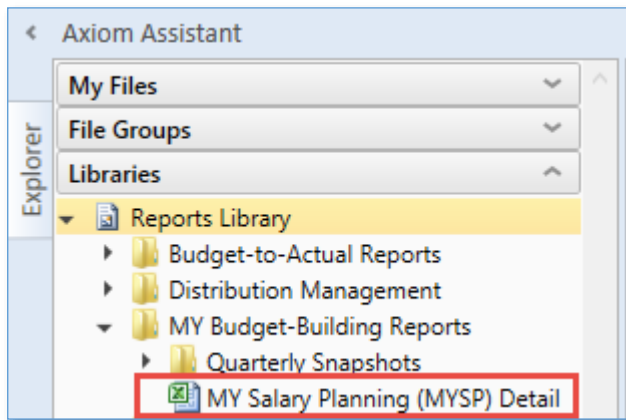 Axiom Assistant
My Files
File Groups
Explorer
Libraries
Reports Library
Budget-to-Actual Reports
Distribution Management
MY Budget-Building Reports
Quarterly Snapshots
MY Salary Planning (MYSP) Detail